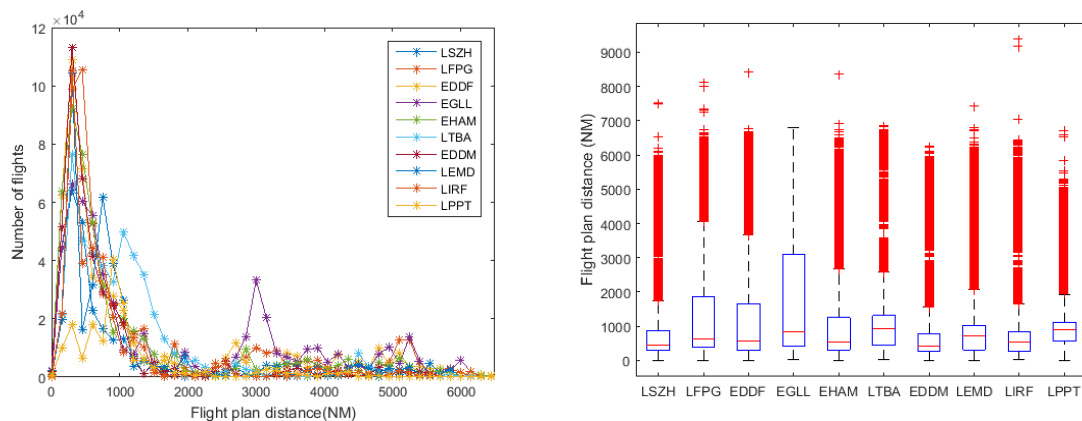 × 10⁴
12
10
8
6
4
2
0
Number of flights
0 1000 2000 3000 4000 5000 6000
Flight plan distance(NM)
LSZH
LFPG
EDDF
EGLL
EHAM
LTBA
EDDM
LEMD
LIRF
LPPT
9000
8000
7000
6000
5000
4000
3000
2000
1000
0
Flight plan distance (NM)
LSZH LFPG EDDF EGLL EHAM LTBA EDDM LEMD LIRF LPPT